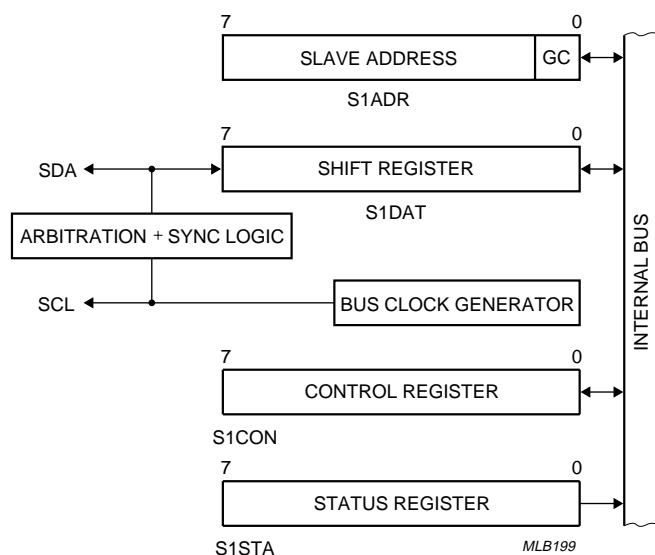 7 0
SLAVE ADDRESS GC
S1ADR
7 0
SDA SHIFT REGISTER
S1DAT
ARBITRATION + SYNC LOGIC
INTERNAL BUS
SCL BUS CLOCK GENERATOR
7 0
CONTROL REGISTER
S1CON
7 0
STATUS REGISTER
S1STA MLB199